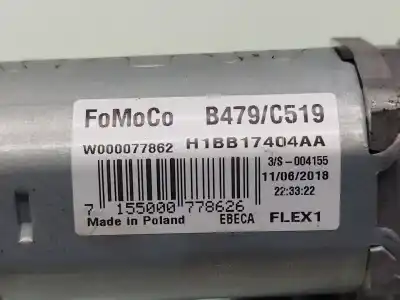 FoMoCo B479/C519
W000077862 H1BB17404AA
3/S-004155
11/06/2018
22:33:22
7 155000 778626
Made in Poland EBECA FLEX1